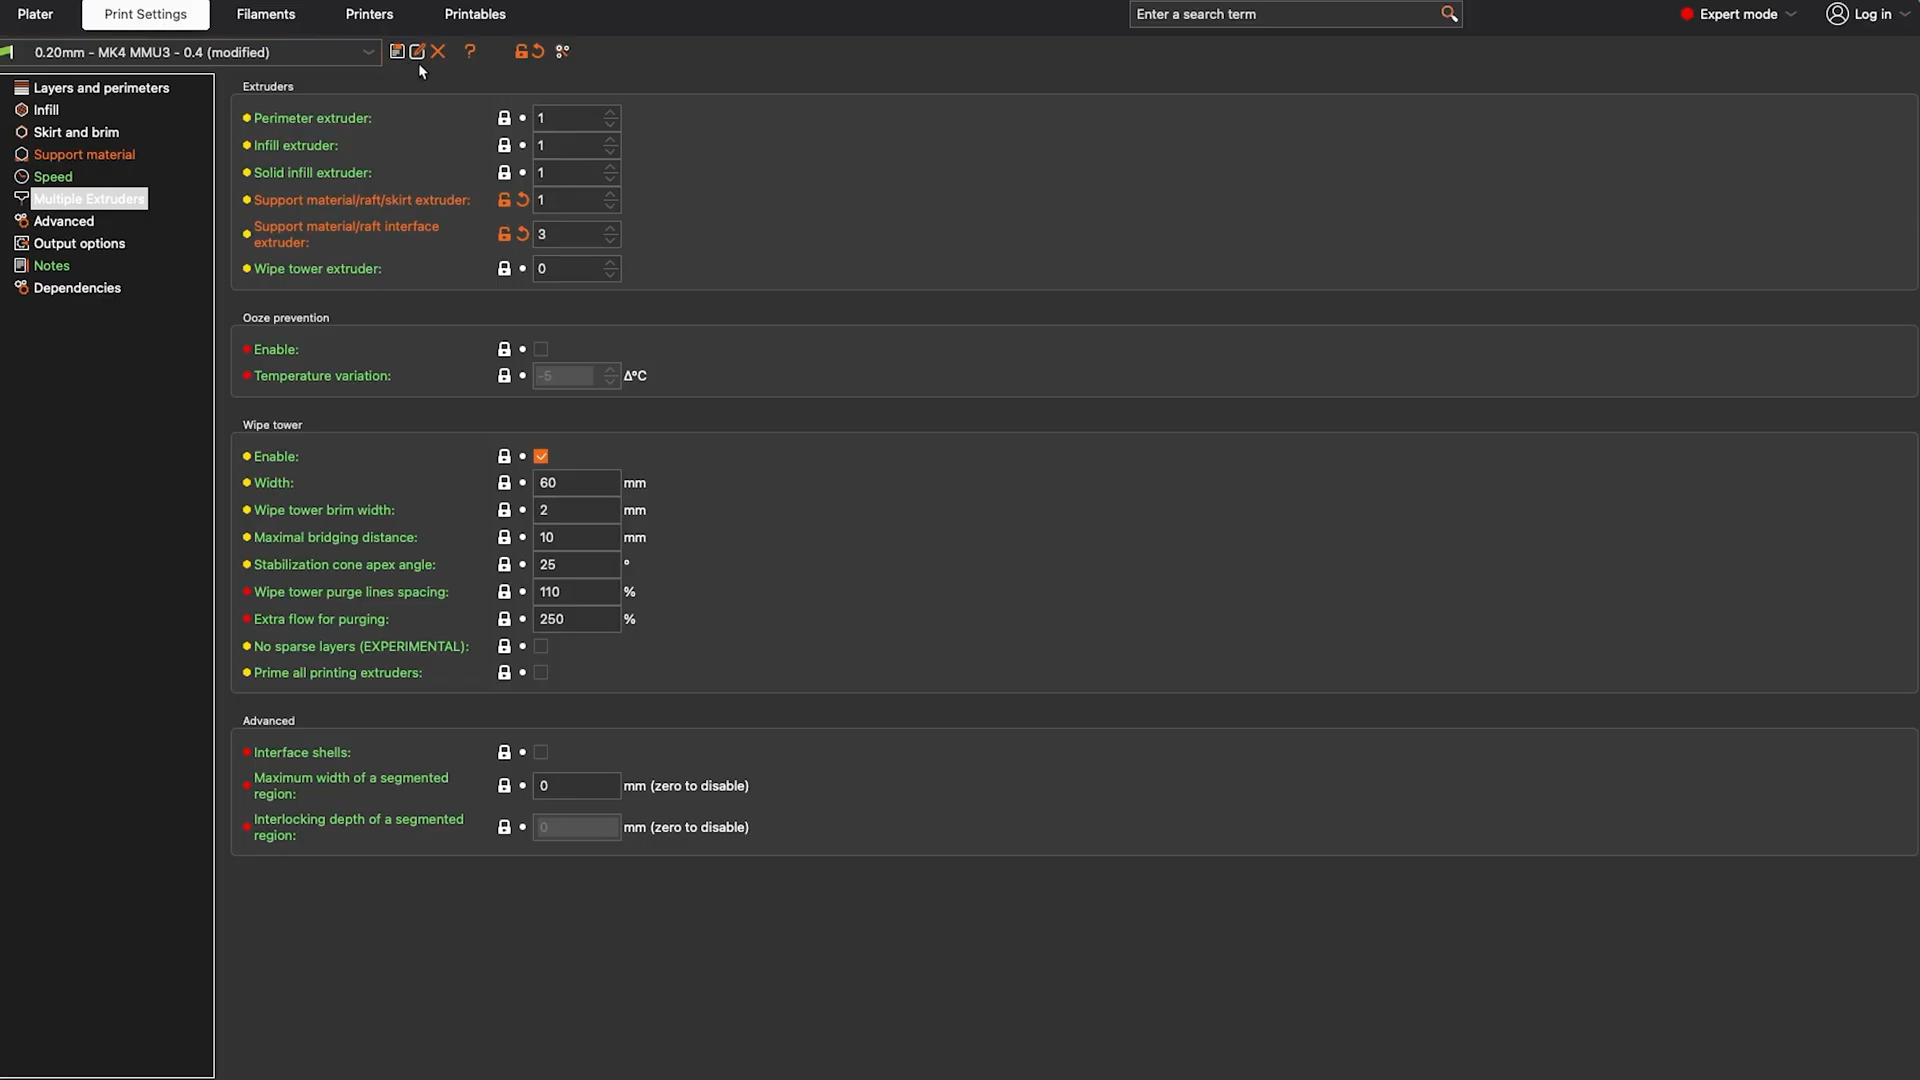 Plater Print Settings Filaments Printers Printables Enter a search term Expert mode Log in
0.20mm - MK4 MMU3 - 0.4 (modified) ?
Layers and perimeters
Infill
Skirt and brim
Support material
Speed
Multiple Extruders
Advanced
Output options
Notes
Dependencies
Extruders
Perimeter extruder: 1
Infill extruder: 1
Solid infill extruder: 1
Support material/raft/skirt extruder: 1
Support material/raft interface
extruder: 3
Wipe tower extruder: 0
Ooze prevention
Enable:
Temperature variation: -5 Δ°C
Wipe tower
Enable:
Width: 60 mm
Wipe tower brim width: 2 mm
Maximal bridging distance: 10 mm
Stabilization cone apex angle: 25 °
Wipe tower purge lines spacing: 110 %
Extra flow for purging: 250 %
No sparse layers (EXPERIMENTAL):
Prime all printing extruders:
Advanced
Interface shells:
Maximum width of a segmented
region: 0 mm (zero to disable)
Interlocking depth of a segmented
region: 0 mm (zero to disable)